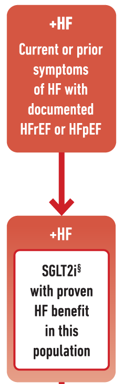 +HF
Current or prior
symptoms
of HF with
documented
HFrEF or HFpEF
+HF
SGLT2i§
with proven
HF benefit
in this
population